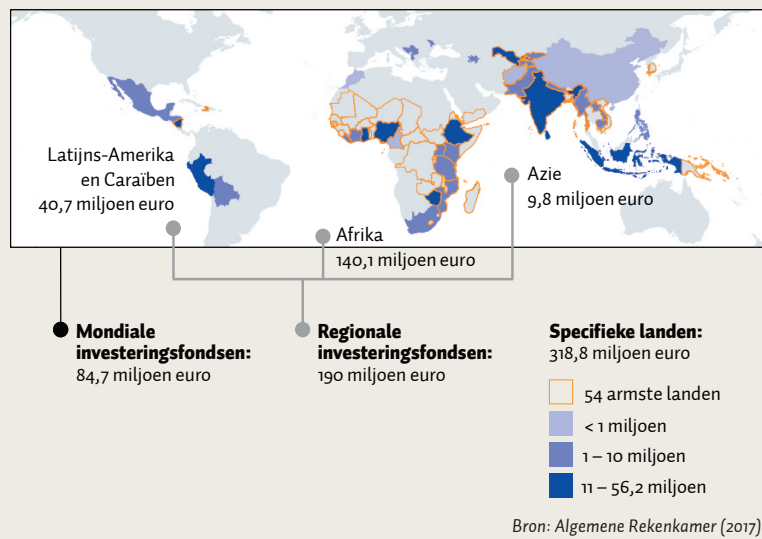 Latijns-Amerika
en Caraïben
40,7 miljoen euro
Afrika
140,1 miljoen euro
Azie
9,8 miljoen euro
Mondiale
investeringsfondsen:
84,7 miljoen euro
Regionale
investeringsfondsen:
190 miljoen euro
Specifieke landen:
318,8 miljoen euro
54 armste landen
< 1 miljoen
1 – 10 miljoen
11 – 56,2 miljoen
Bron: Algemene Rekenkamer (2017)